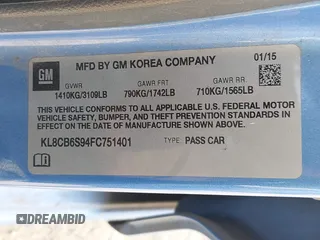 MFD BY GM KOREA COMPANY 01/15
GM
GVWR GAWR FRT GAWR RR
1410KG/3109LB 790KG/1742LB 710KG/1565LB
THIS VEHICLE CONFORMS TO ALL APPLICABLE U.S. FEDERAL MOTOR
VEHICLE SAFETY, BUMPER, AND THEFT PREVENTION STANDARDS IN
EFFECT ON THE DATE OF MANUFACTURE SHOWN ABOVE.
KL8CB6S94FC751401 TYPE: PASS CAR
DREAMBID